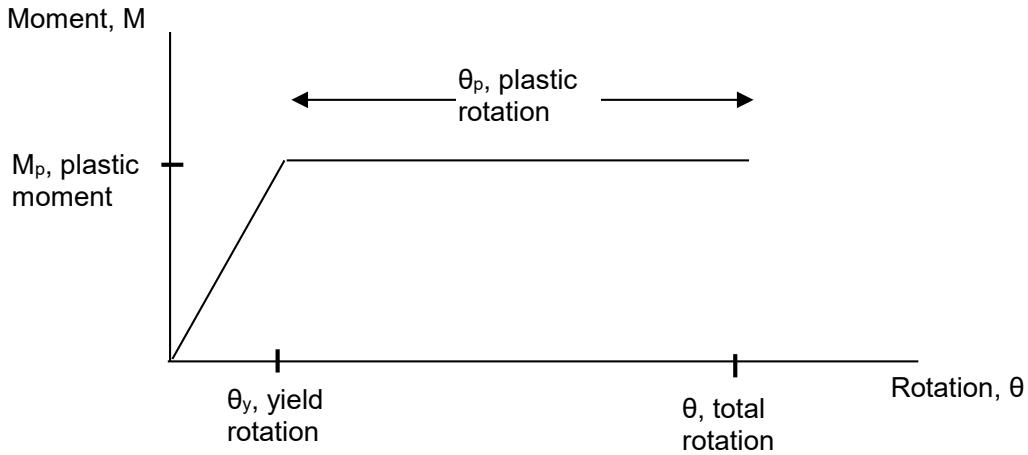 Moment, M
θp, plastic
rotation
Mp, plastic
moment
θy, yield
rotation
θ, total
rotation
Rotation, θ